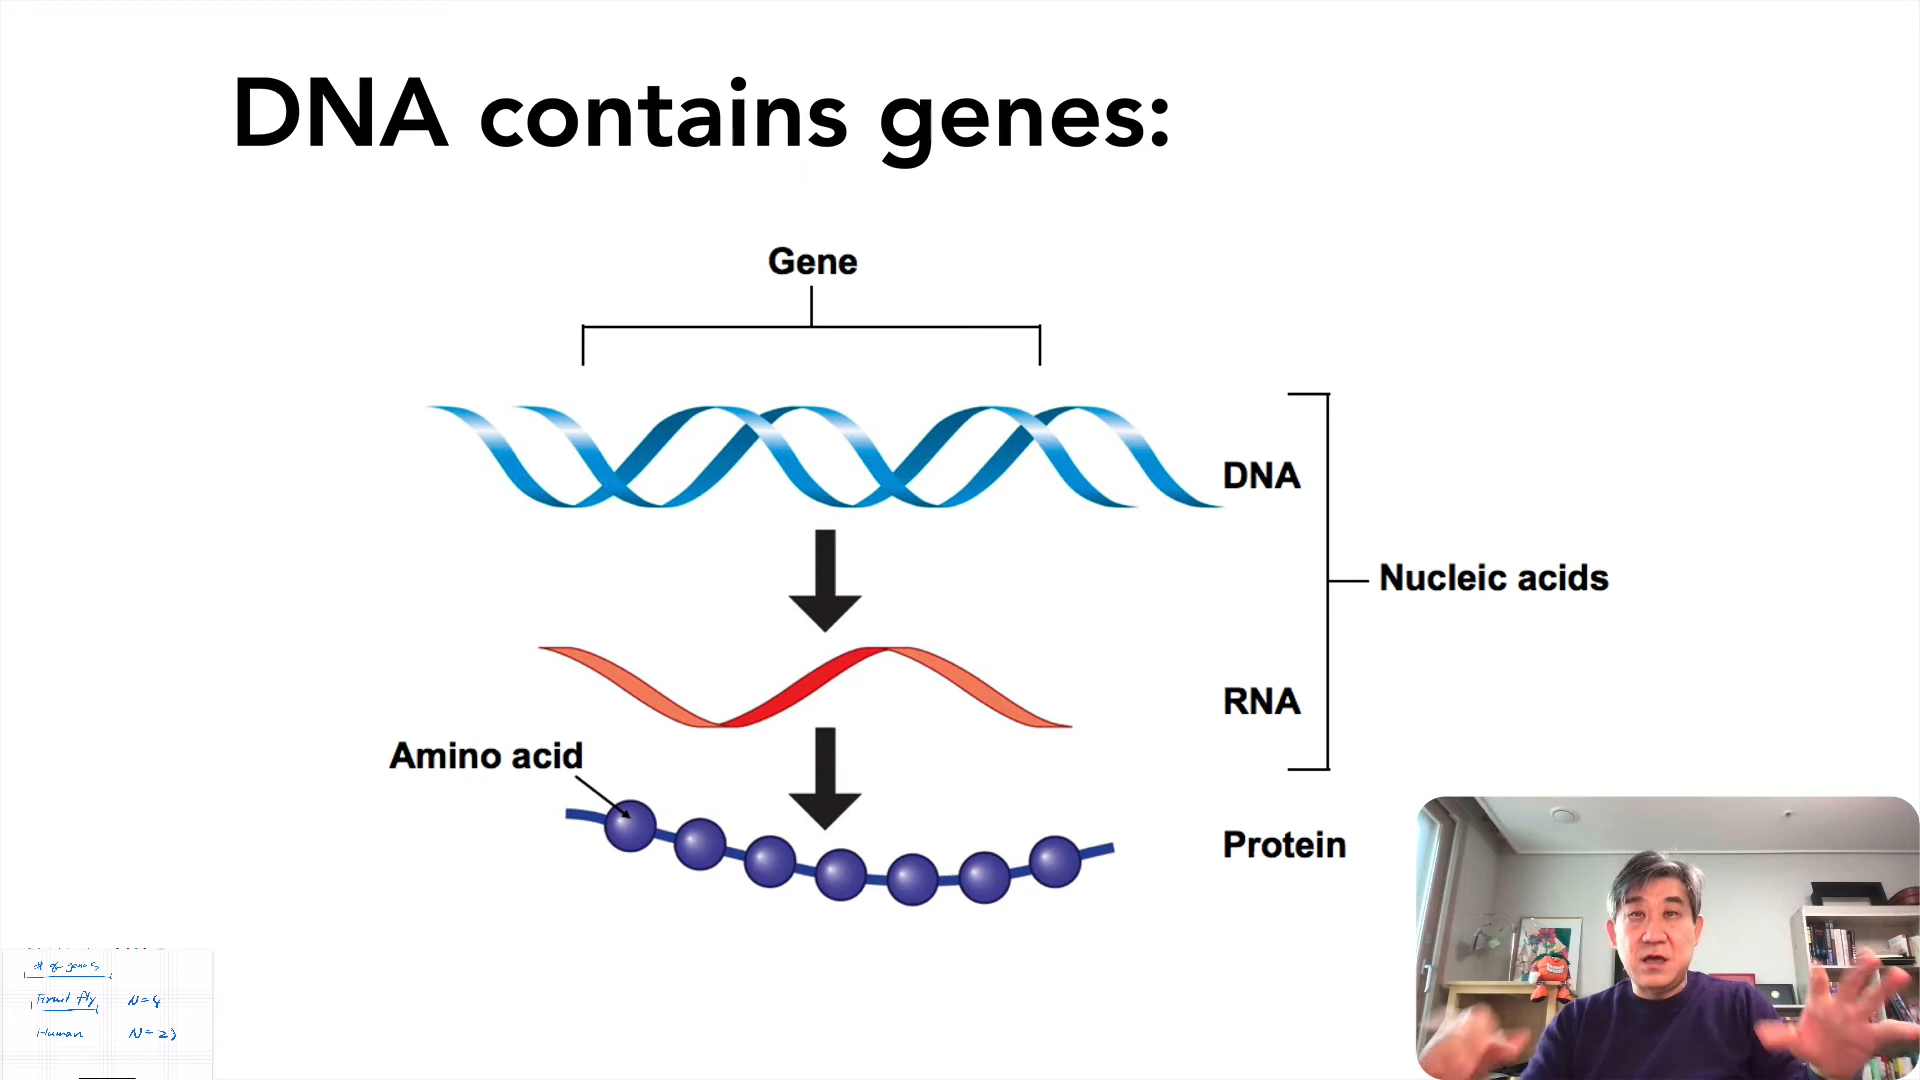 DNA contains genes:
Gene
DNA
Nucleic acids
RNA
Amino acid
Protein
# of genes
Fruit fly N=4
Human N=23